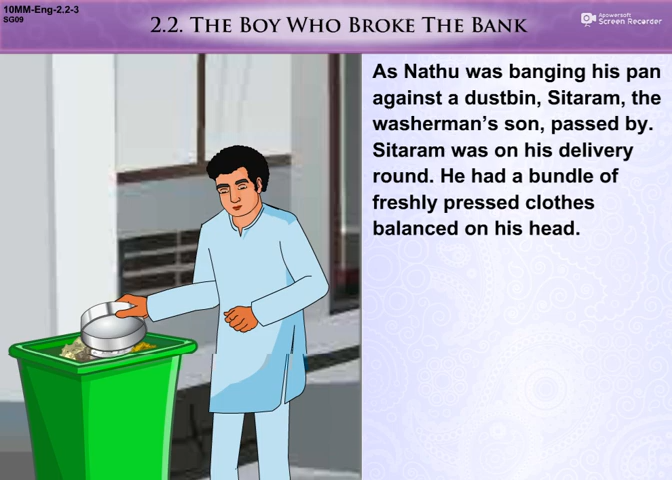 10MM-Eng-2.2-3
SG09
2.2. The Boy Who Broke The Bank
Apowersoft
Screen Recorder
As Nathu was banging his pan
against a dustbin, Sitaram, the
washerman's son, passed by.
Sitaram was on his delivery
round. He had a bundle of
freshly pressed clothes
balanced on his head.